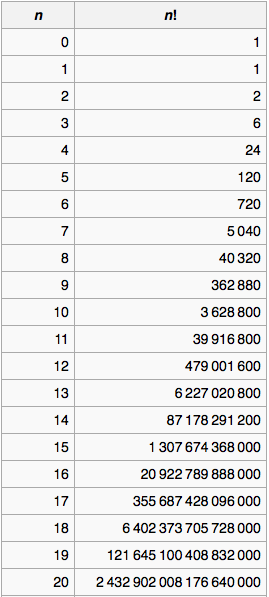 n n!
0 1
1 1
2 2
3 6
4 24
5 120
6 720
7 5 040
8 40 320
9 362 880
10 3 628 800
11 39 916 800
12 479 001 600
13 6 227 020 800
14 87 178 291 200
15 1 307 674 368 000
16 20 922 789 888 000
17 355 687 428 096 000
18 6 402 373 705 728 000
19 121 645 100 408 832 000
20 2 432 902 008 176 640 000